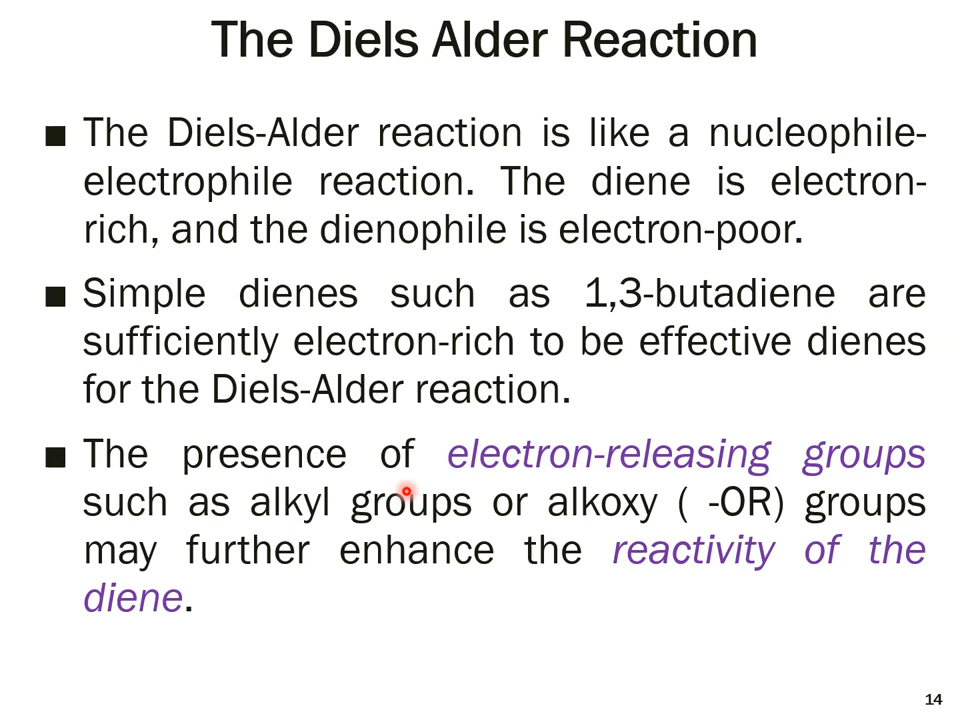 The Diels Alder Reaction
■ The Diels-Alder reaction is like a nucleophile-
electrophile reaction. The diene is electron-
rich, and the dienophile is electron-poor.
■ Simple dienes such as 1,3-butadiene are
sufficiently electron-rich to be effective dienes
for the Diels-Alder reaction.
■ The presence of electron-releasing groups
such as alkyl groups or alkoxy ( -OR) groups
may further enhance the reactivity of the
diene.
14